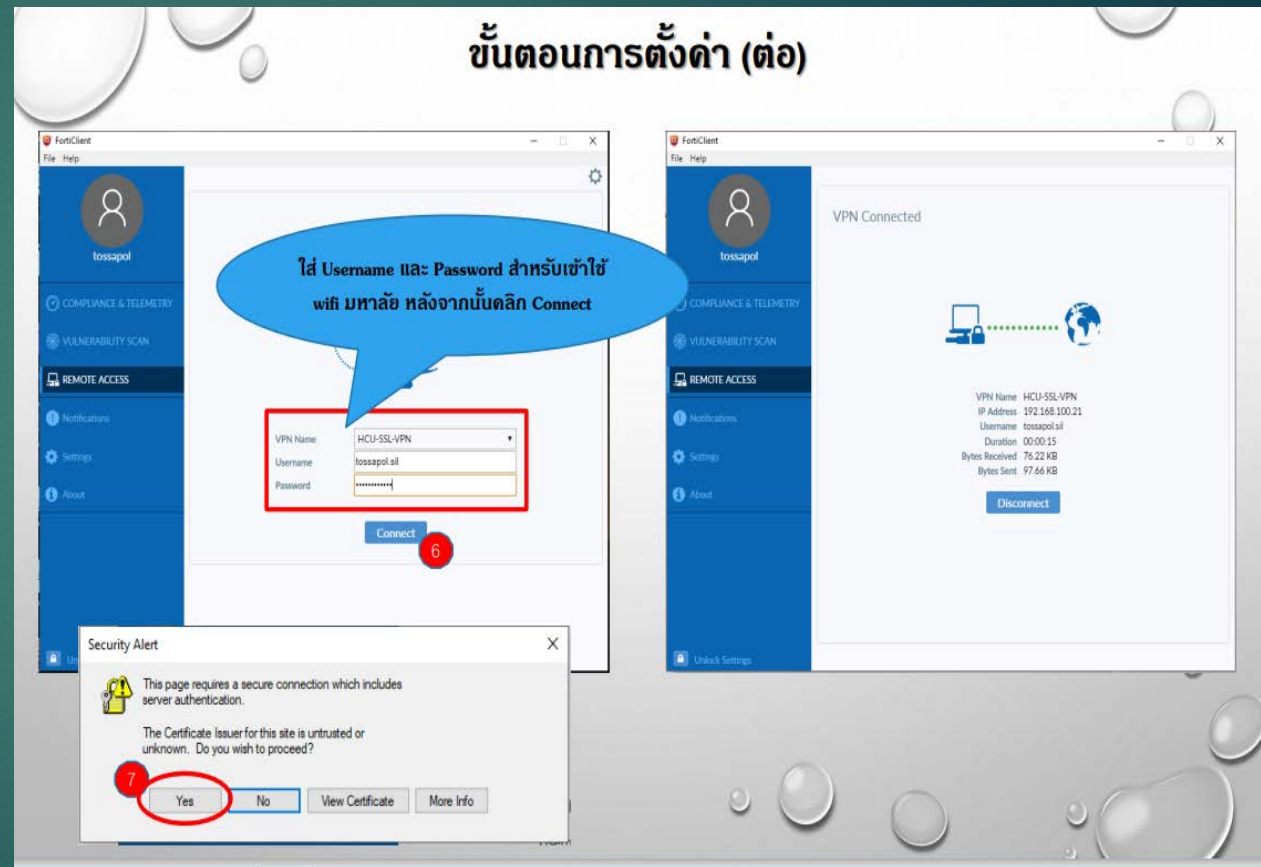 ขั้นตอนการตั้งค่า (ต่อ)
FortiClient
File Help
tossapol
COMPLIANCE & TELEMETRY
VULNERABILITY SCAN
REMOTE ACCESS
Notifications
Settings
About
ใส่ Username และ Password สำหรับเข้าใช้
wifi มหาลัย หลังจากนั้นคลิก Connect
VPN Name HCU-SSL-VPN
Username tossapol.sil
Password ••••••••••••
Connect
6
Security Alert
This page requires a secure connection which includes
server authentication.
The Certificate Issuer for this site is untrusted or
unknown. Do you wish to proceed?
7
Yes No View Certificate More Info
FortiClient
File Help
tossapol
COMPLIANCE & TELEMETRY
VULNERABILITY SCAN
REMOTE ACCESS
Notifications
Settings
About
Unlock Settings
VPN Connected
VPN Name HCU-SSL-VPN
IP Address 192.168.100.21
Username tossapol.sil
Duration 00:00:15
Bytes Received 76.22 KB
Bytes Sent 97.66 KB
Disconnect